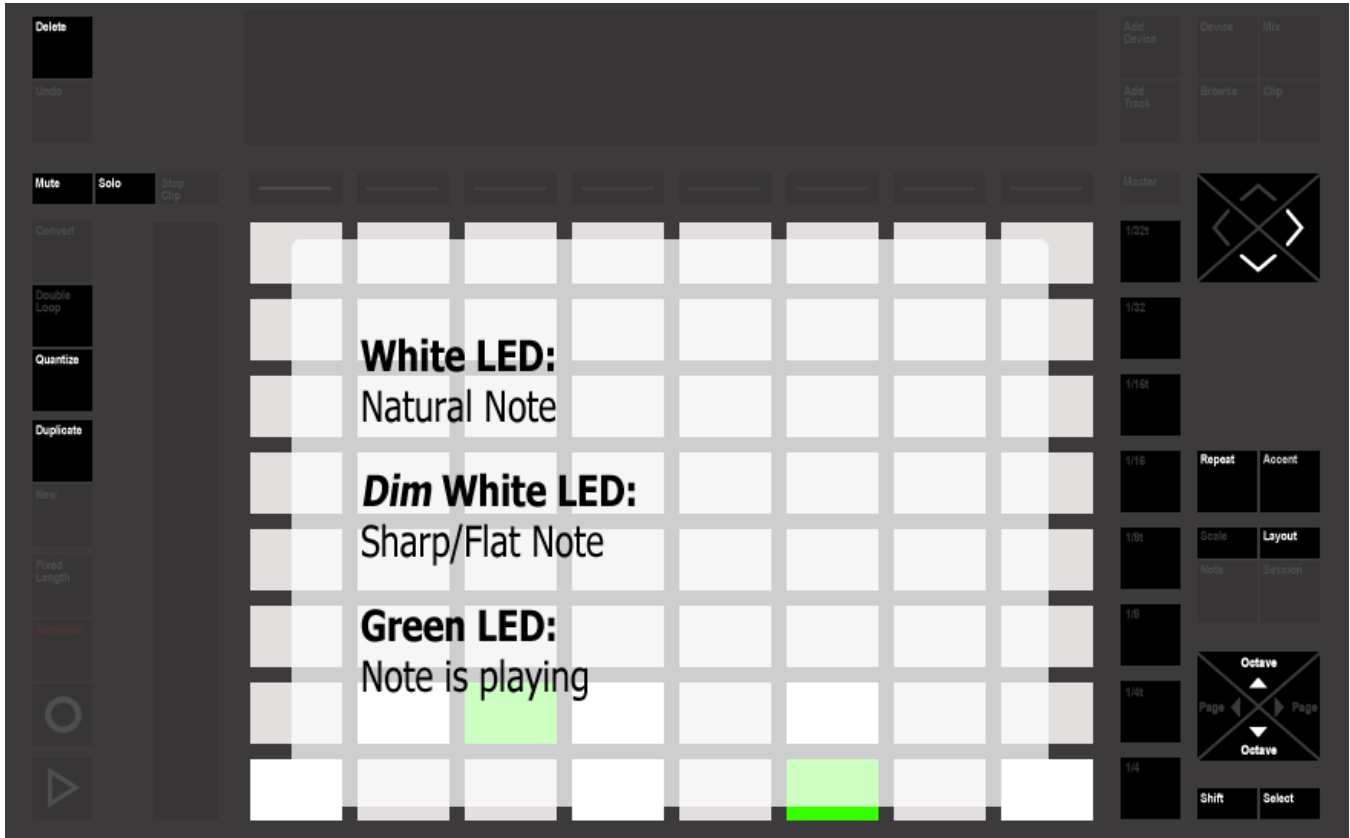 Delete
Add
Device
Device
Mix
Undo
Add
Track
Browse
Clip
Mute
Solo
Stop
Clip
Master
Convert
1/32t
Double
Loop
1/32
White LED:
Natural Note
Quantize
1/16t
Duplicate
1/16
Repeat
Accent
Dim White LED:
Sharp/Flat Note
New
1/8t
Scale
Layout
Fixed
Length
Note
Session
Green LED:
Note is playing
Automate
1/8
Octave
1/4t
Page
Page
Octave
1/4
Shift
Select